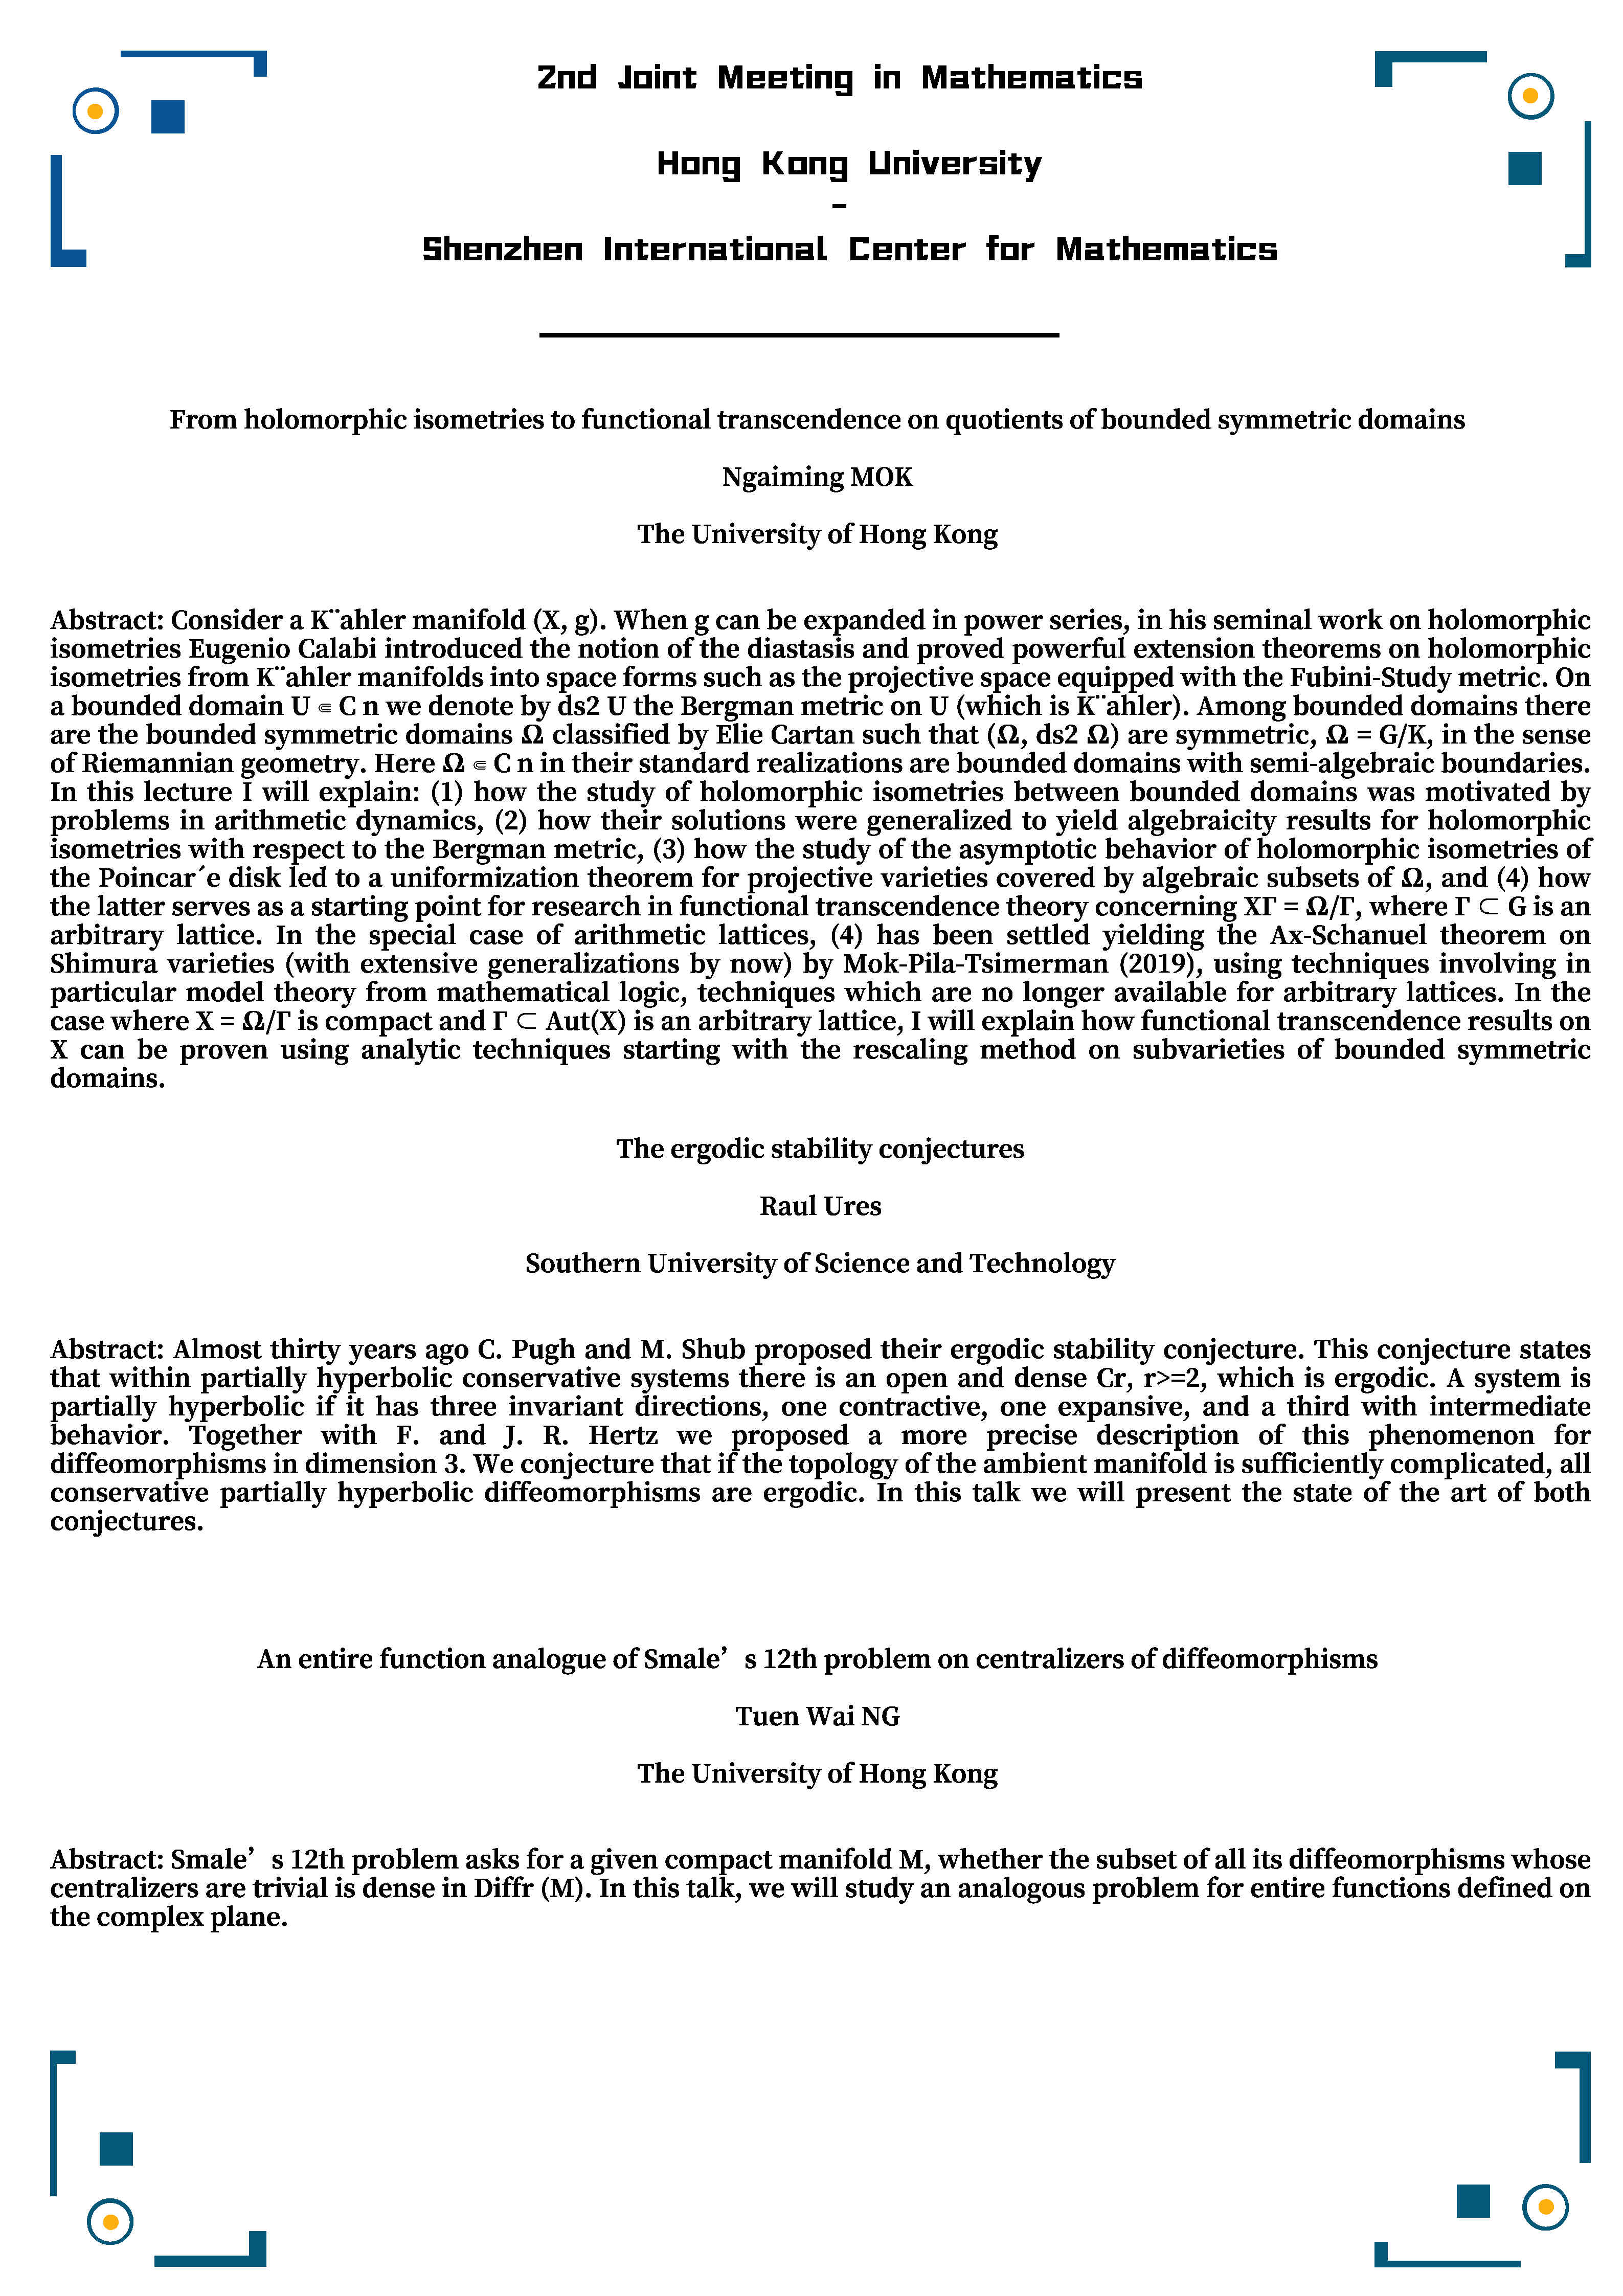 2nd Joint Meeting in Mathematics
Hong Kong University
-
Shenzhen International Center for Mathematics
From holomorphic isometries to functional transcendence on quotients of bounded symmetric domains
Ngaiming MOK
The University of Hong Kong
Abstract: Consider a K¨ahler manifold (X, g). When g can be expanded in power series, in his seminal work on holomorphic
isometries Eugenio Calabi introduced the notion of the diastasis and proved powerful extension theorems on holomorphic
isometries from K¨ahler manifolds into space forms such as the projective space equipped with the Fubini-Study metric. On
a bounded domain U ⋐ C n we denote by ds2 U the Bergman metric on U (which is K¨ahler). Among bounded domains there
are the bounded symmetric domains Ω classified by Elie Cartan such that (Ω, ds2 Ω) are symmetric, Ω = G/K, in the sense
of Riemannian geometry. Here Ω ⋐ C n in their standard realizations are bounded domains with semi-algebraic boundaries.
In this lecture I will explain: (1) how the study of holomorphic isometries between bounded domains was motivated by
problems in arithmetic dynamics, (2) how their solutions were generalized to yield algebraicity results for holomorphic
isometries with respect to the Bergman metric, (3) how the study of the asymptotic behavior of holomorphic isometries of
the Poincar´e disk led to a uniformization theorem for projective varieties covered by algebraic subsets of Ω, and (4) how
the latter serves as a starting point for research in functional transcendence theory concerning XΓ = Ω/Γ, where Γ ⊂ G is an
arbitrary lattice. In the special case of arithmetic lattices, (4) has been settled yielding the Ax-Schanuel theorem on
Shimura varieties (with extensive generalizations by now) by Mok-Pila-Tsimerman (2019), using techniques involving in
particular model theory from mathematical logic, techniques which are no longer available for arbitrary lattices. In the
case where X = Ω/Γ is compact and Γ ⊂ Aut(X) is an arbitrary lattice, I will explain how functional transcendence results on
X can be proven using analytic techniques starting with the rescaling method on subvarieties of bounded symmetric
domains.
The ergodic stability conjectures
Raul Ures
Southern University of Science and Technology
Abstract: Almost thirty years ago C. Pugh and M. Shub proposed their ergodic stability conjecture. This conjecture states
that within partially hyperbolic conservative systems there is an open and dense Cr, r>=2, which is ergodic. A system is
partially hyperbolic if it has three invariant directions, one contractive, one expansive, and a third with intermediate
behavior. Together with F. and J. R. Hertz we proposed a more precise description of this phenomenon for
diffeomorphisms in dimension 3. We conjecture that if the topology of the ambient manifold is sufficiently complicated, all
conservative partially hyperbolic diffeomorphisms are ergodic. In this talk we will present the state of the art of both
conjectures.
An entire function analogue of Smale’s 12th problem on centralizers of diffeomorphisms
Tuen Wai NG
The University of Hong Kong
Abstract: Smale’s 12th problem asks for a given compact manifold M, whether the subset of all its diffeomorphisms whose
centralizers are trivial is dense in Diffr (M). In this talk, we will study an analogous problem for entire functions defined on
the complex plane.